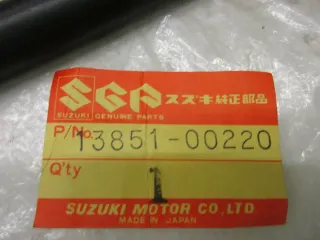 SGP スズキ純正部品
SUZUKI GENUINE PARTS
P/No. 13851-00220
Q'ty 1
SUZUKI MOTOR CO., LTD.
MADE IN JAPAN